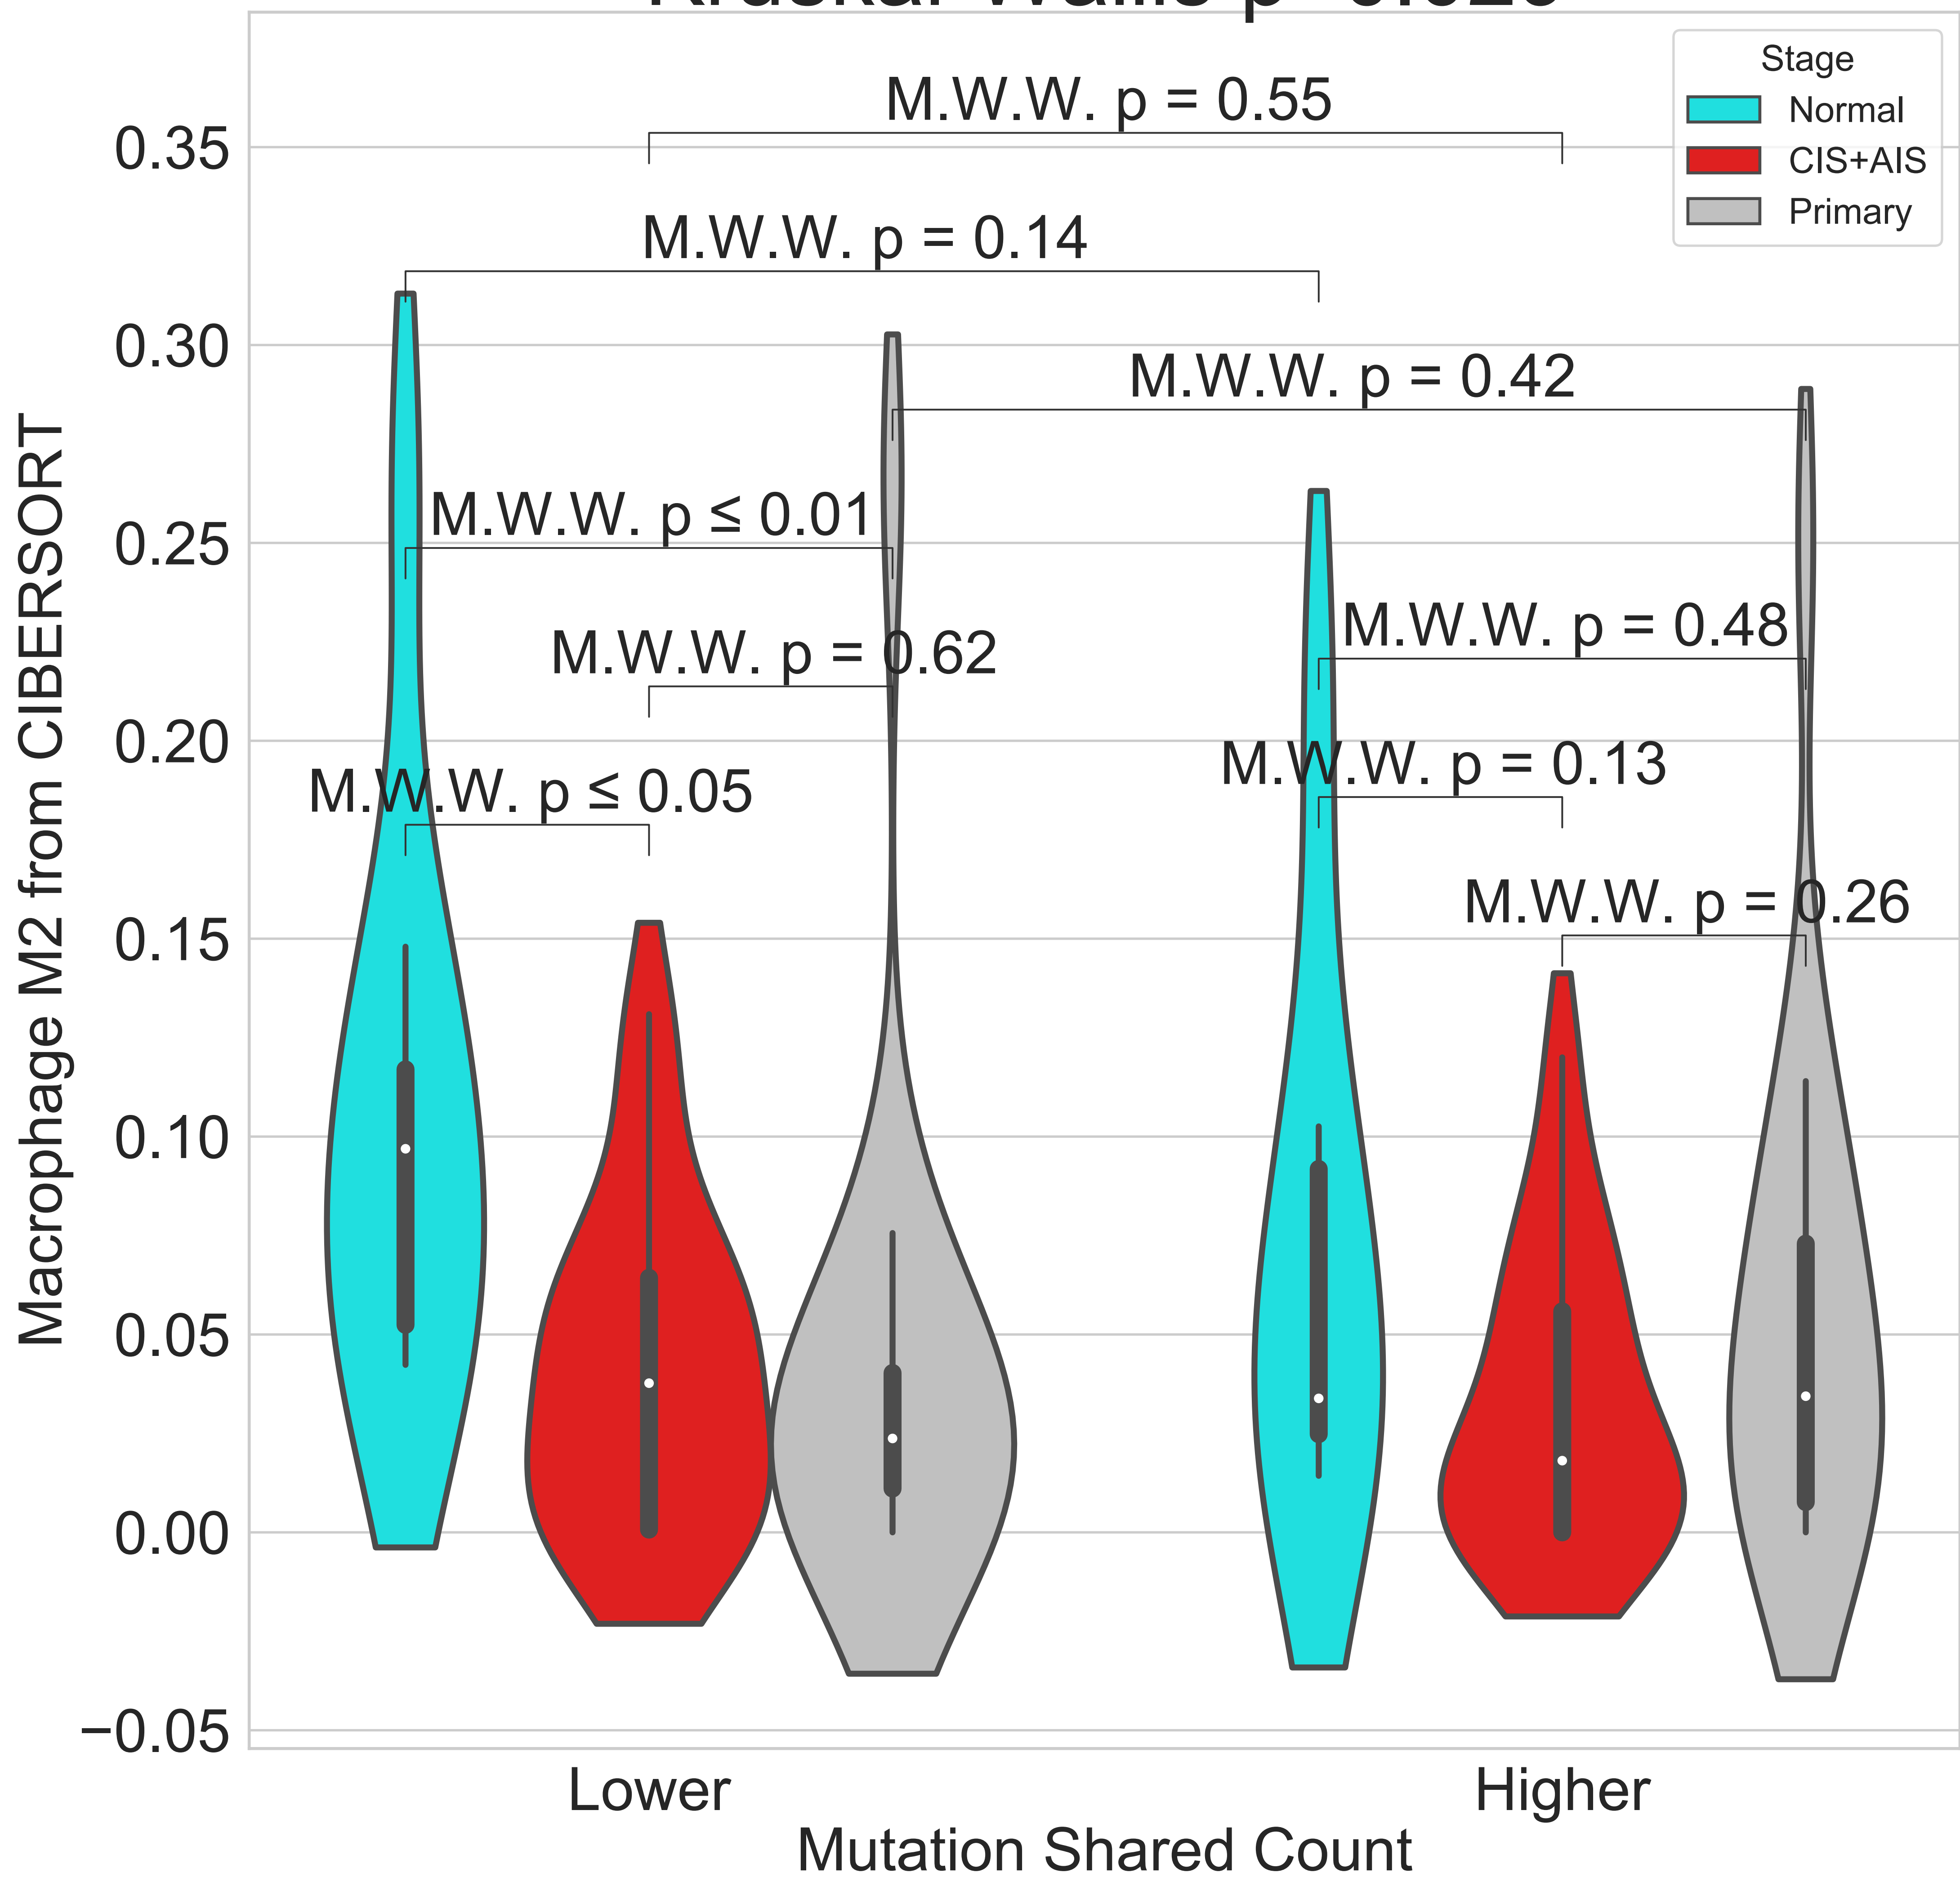 Stage
Normal
CIS+AIS
Primary
M.W.W. p = 0.55
M.W.W. p = 0.14
M.W.W. p = 0.42
M.W.W. p ≤ 0.01
M.W.W. p = 0.48
M.W.W. p = 0.62
M.W.W. p = 0.13
M.W.W. p ≤ 0.05
M.W.W. p = 0.26
0.35
0.30
0.25
0.20
0.15
0.10
0.05
0.00
−0.05
Macrophage M2 from CIBERSORT
Lower
Higher
Mutation Shared Count